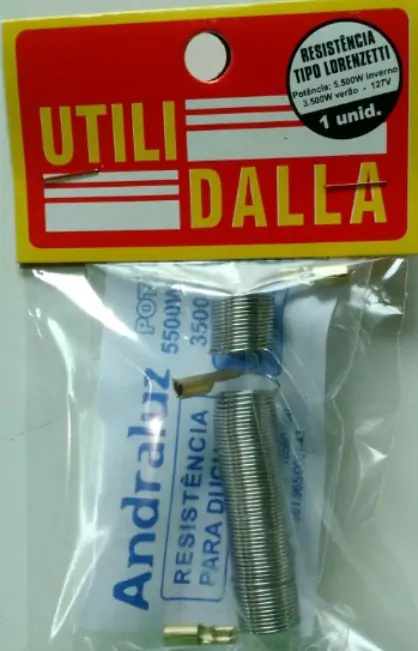 RESISTÊNCIA
TIPO LORENZETTI
Potência: 5.500W inverno
3.500W verão - 127V
1 unid.
UTILI
DALLA
POT
5500W
3500
Andraluz
RESISTÊNCIA
PARA DUCH